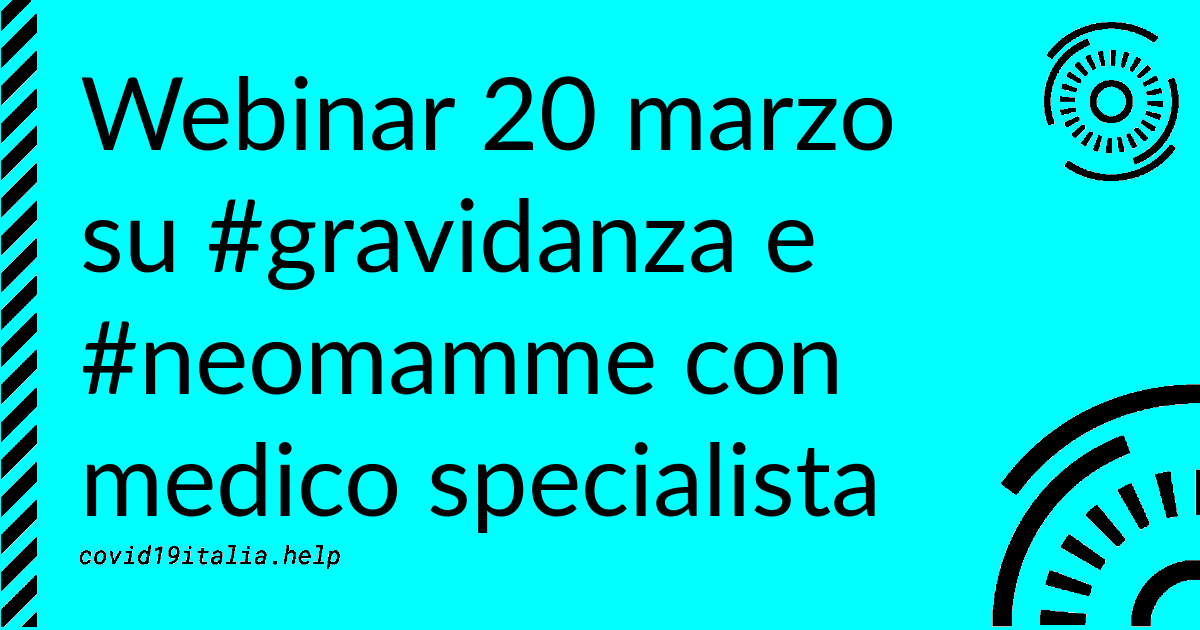 Webinar 20 marzo
su #gravidanza e
#neomamme con
medico specialista
covid19italia.help